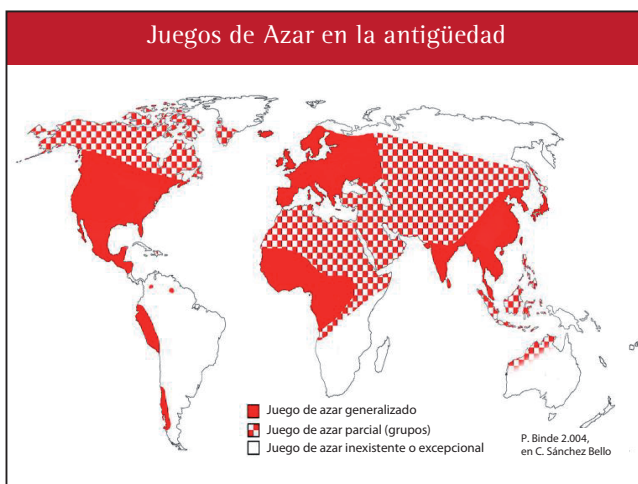 Juegos de Azar en la antigüedad
Juego de azar generalizado
Juego de azar parcial (grupos)
Juego de azar inexistente o excepcional
P. Binde 2.004,
en C. Sánchez Bello